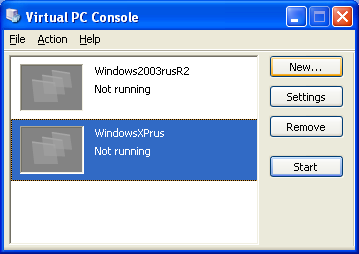 Virtual PC Console
File Action Help
Windows2003rusR2
Not running
WindowsXPrus
Not running
New...
Settings
Remove
Start